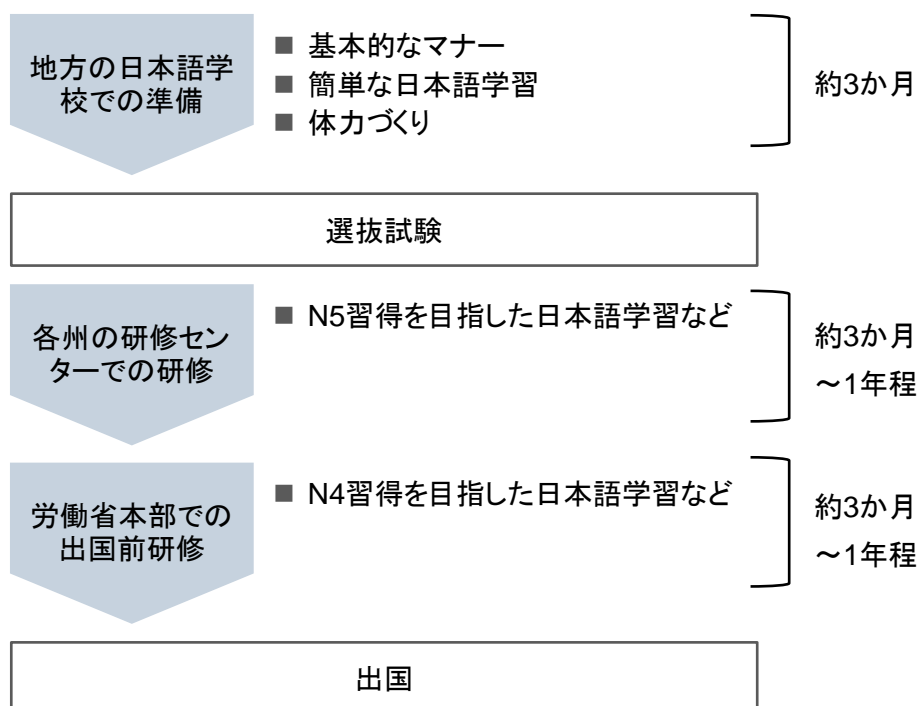 地方の日本語学
校での準備
■ 基本的なマナー
■ 簡単な日本語学習
■ 体力づくり
約3か月
選抜試験
各州の研修セン
ターでの研修
■ N5習得を目指した日本語学習など
約3か月
～1年程
労働省本部での
出国前研修
■ N4習得を目指した日本語学習など
約3か月
～1年程
出国